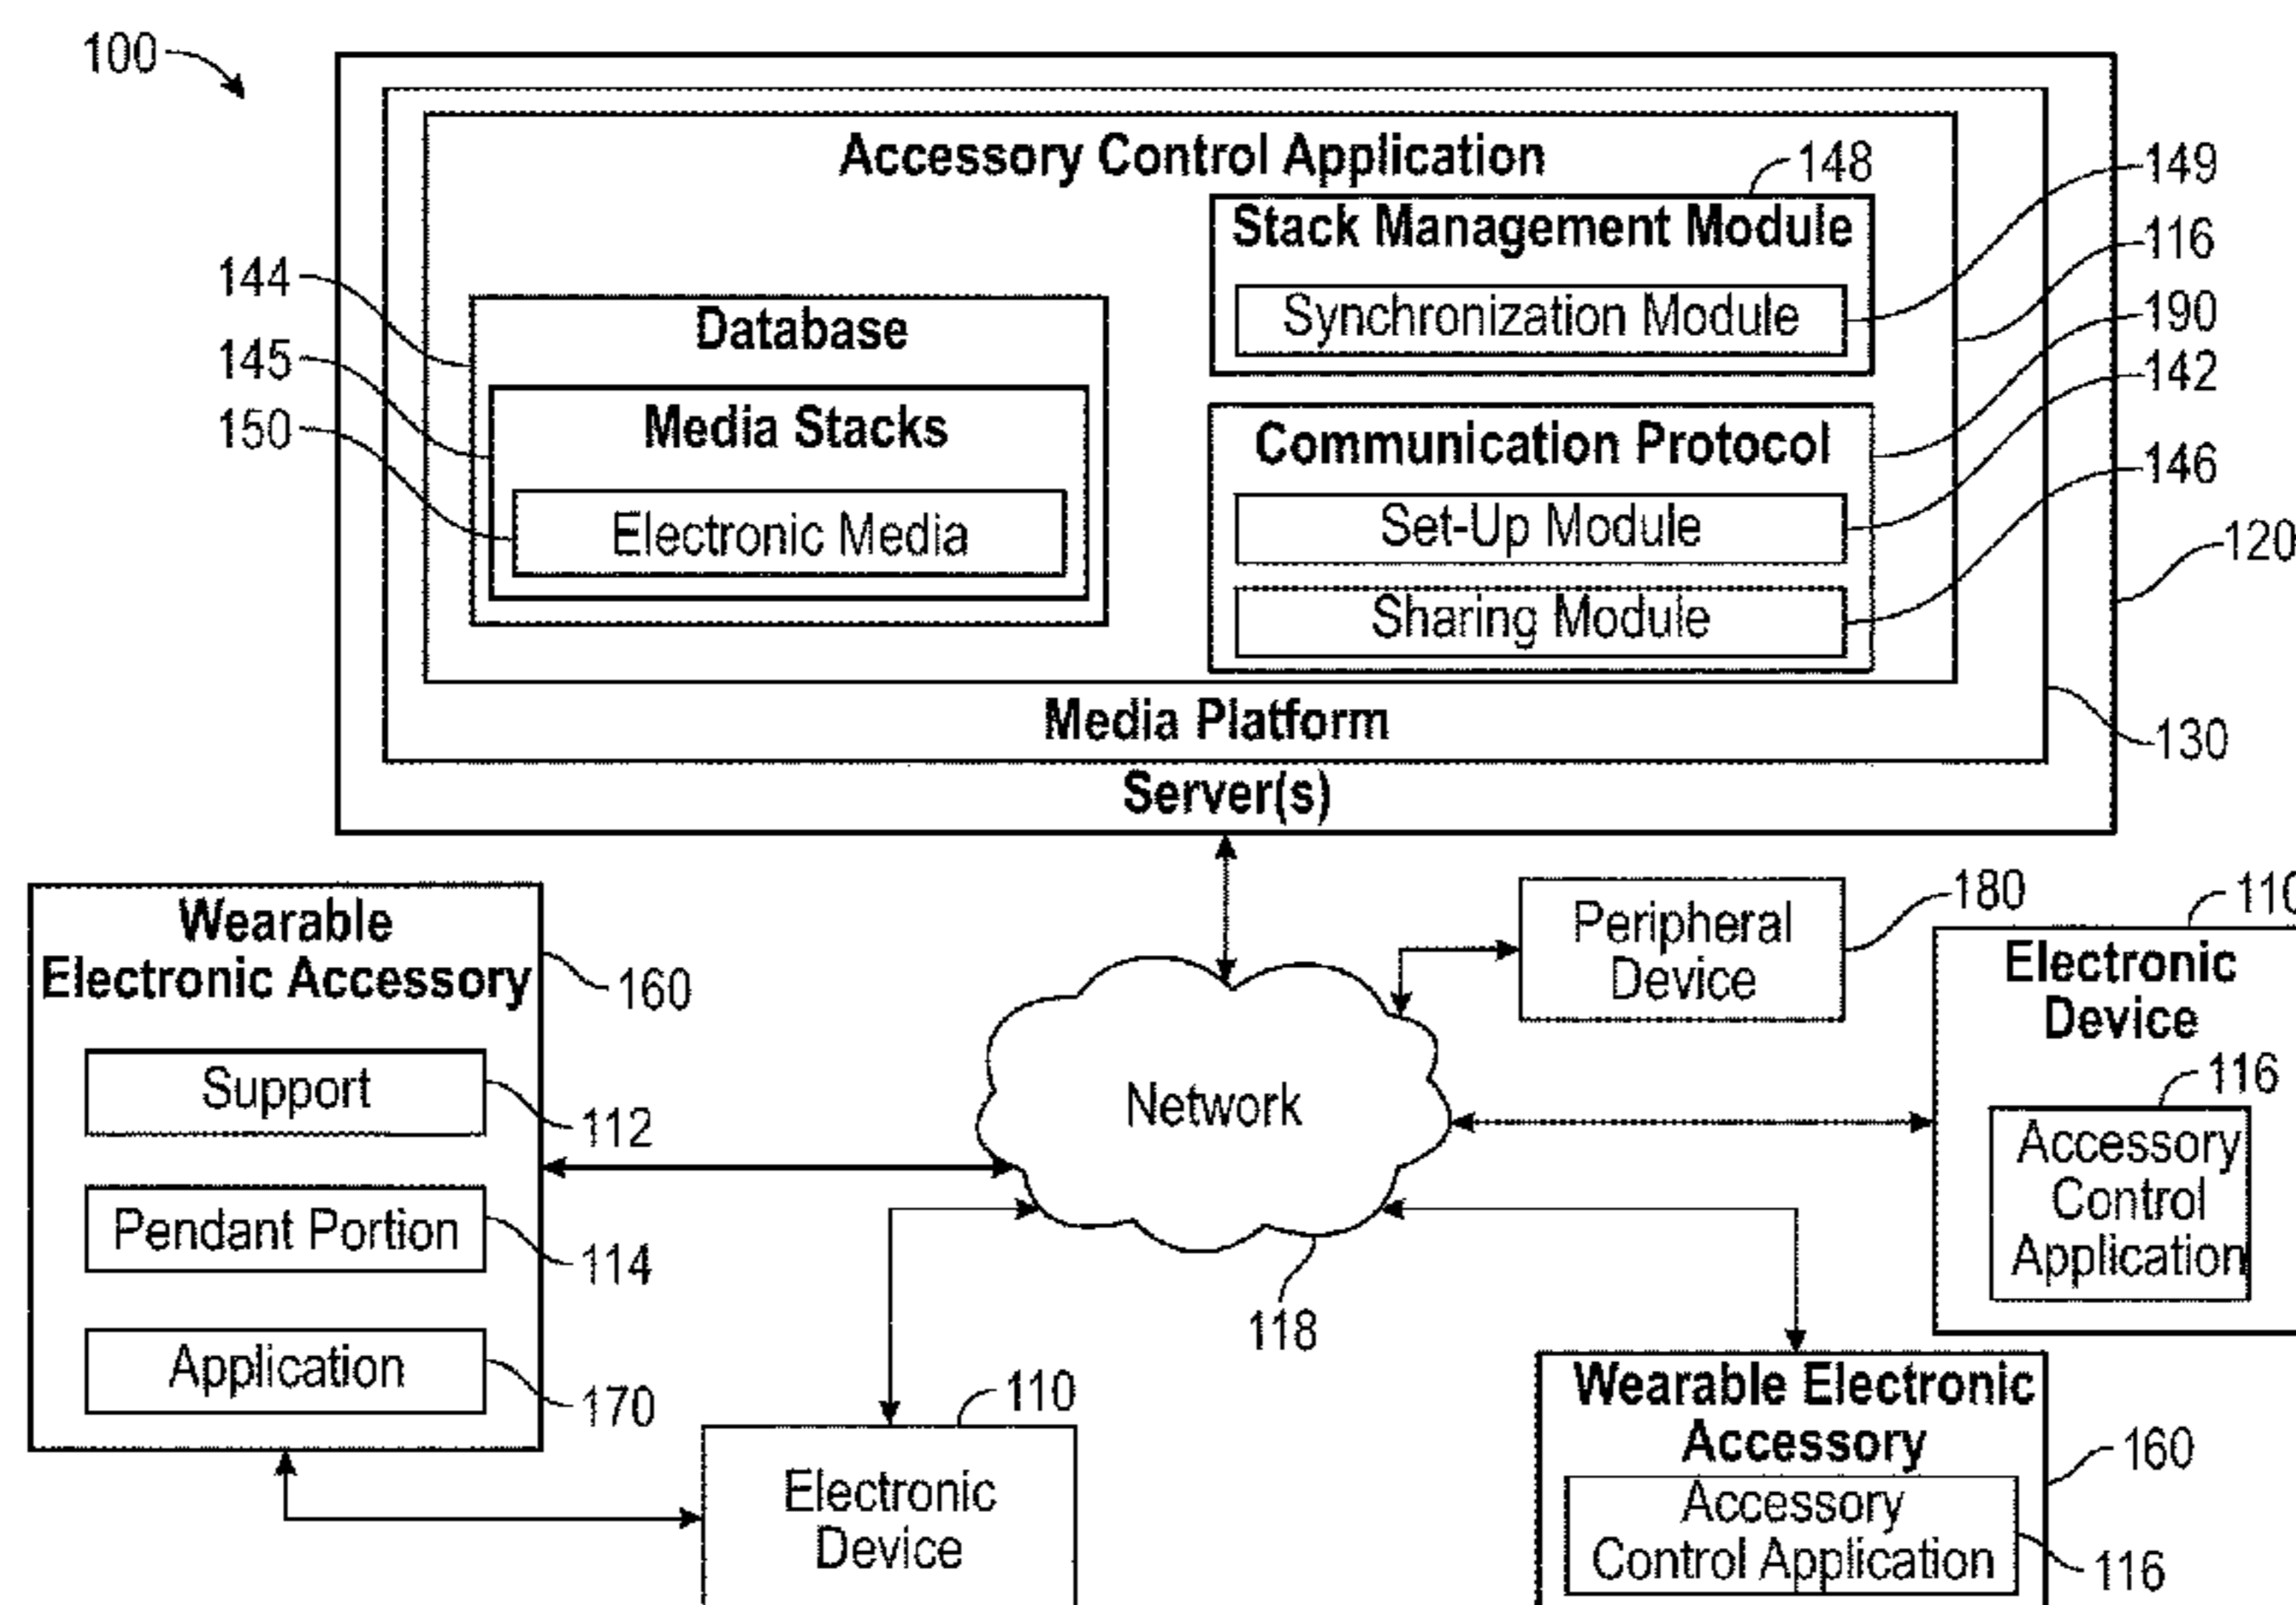 100
Accessory Control Application
148
149
Stack Management Module
116
144
Synchronization Module
190
Database
145
142
Media Stacks
150
Communication Protocol
146
Electronic Media
Set-Up Module
120
Sharing Module
Media Platform
130
Server(s)
Wearable
Electronic Accessory
160
Support
112
Pendant Portion
114
Application
170
Network
118
Peripheral
Device
180
110
Electronic
Device
116
Accessory
Control
Application
110
Electronic
Device
Wearable Electronic
Accessory
160
Accessory
Control Application
116